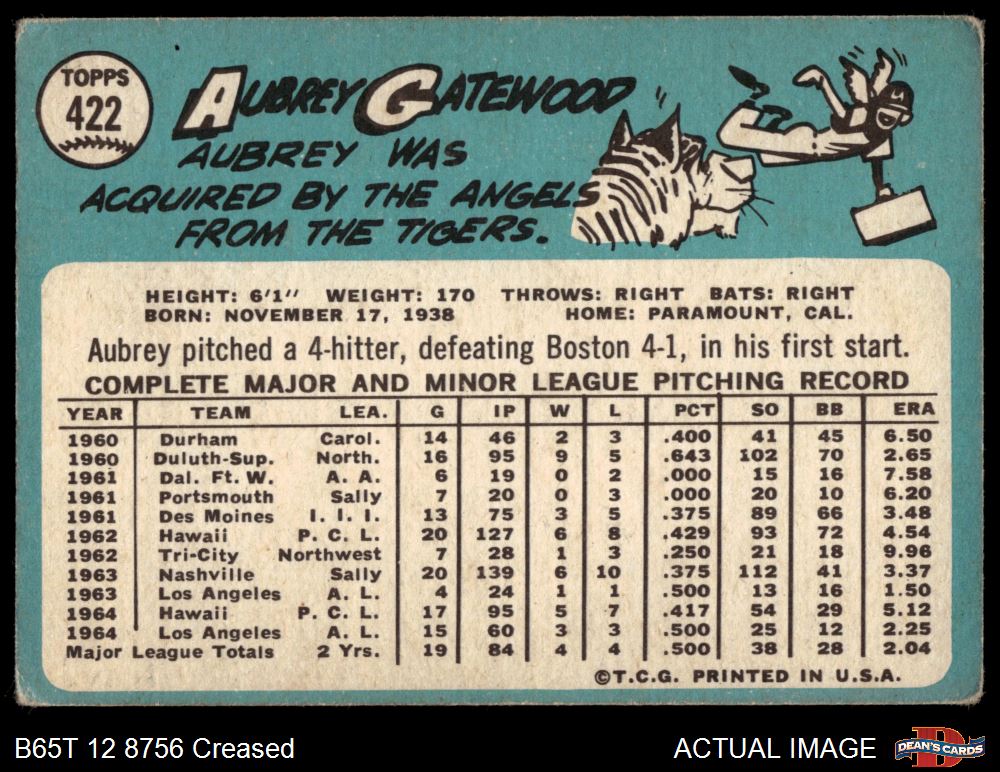 TOPPS
422
AUBREY GATEWOOD
AUBREY WAS
ACQUIRED BY THE ANGELS
FROM THE TIGERS.
HEIGHT: 6'1" WEIGHT: 170 THROWS: RIGHT BATS: RIGHT
BORN: NOVEMBER 17, 1938 HOME: PARAMOUNT, CAL.
Aubrey pitched a 4-hitter, defeating Boston 4-1, in his first start.
COMPLETE MAJOR AND MINOR LEAGUE PITCHING RECORD
YEAR TEAM LEA. G IP W L PCT SO BB ERA
1960 Durham Carol. 14 46 2 3 .400 41 45 6.50
1960 Duluth-Sup. North. 16 95 9 5 .643 102 70 2.65
1961 Dal. Ft. W. A. A. 6 19 0 2 .000 15 16 7.58
1961 Portsmouth Sally 7 20 0 3 .000 20 10 6.20
1961 Des Moines I. I. I. 13 75 3 5 .375 89 66 3.48
1962 Hawaii P. C. L. 20 127 6 8 .429 93 72 4.54
1962 Tri-City Northwest 7 28 1 3 .250 21 18 9.96
1963 Nashville Sally 20 139 6 10 .375 112 41 3.37
1963 Los Angeles A. L. 4 24 1 1 .500 13 16 1.50
1964 Hawaii P. C. L. 17 95 5 7 .417 54 29 5.12
1964 Los Angeles A. L. 15 60 3 3 .500 25 12 2.25
Major League Totals 2 Yrs. 19 84 4 4 .500 38 28 2.04
©T.C.G. PRINTED IN U.S.A.
B65T 12 8756 Creased ACTUAL IMAGE DEAN'S CARDS